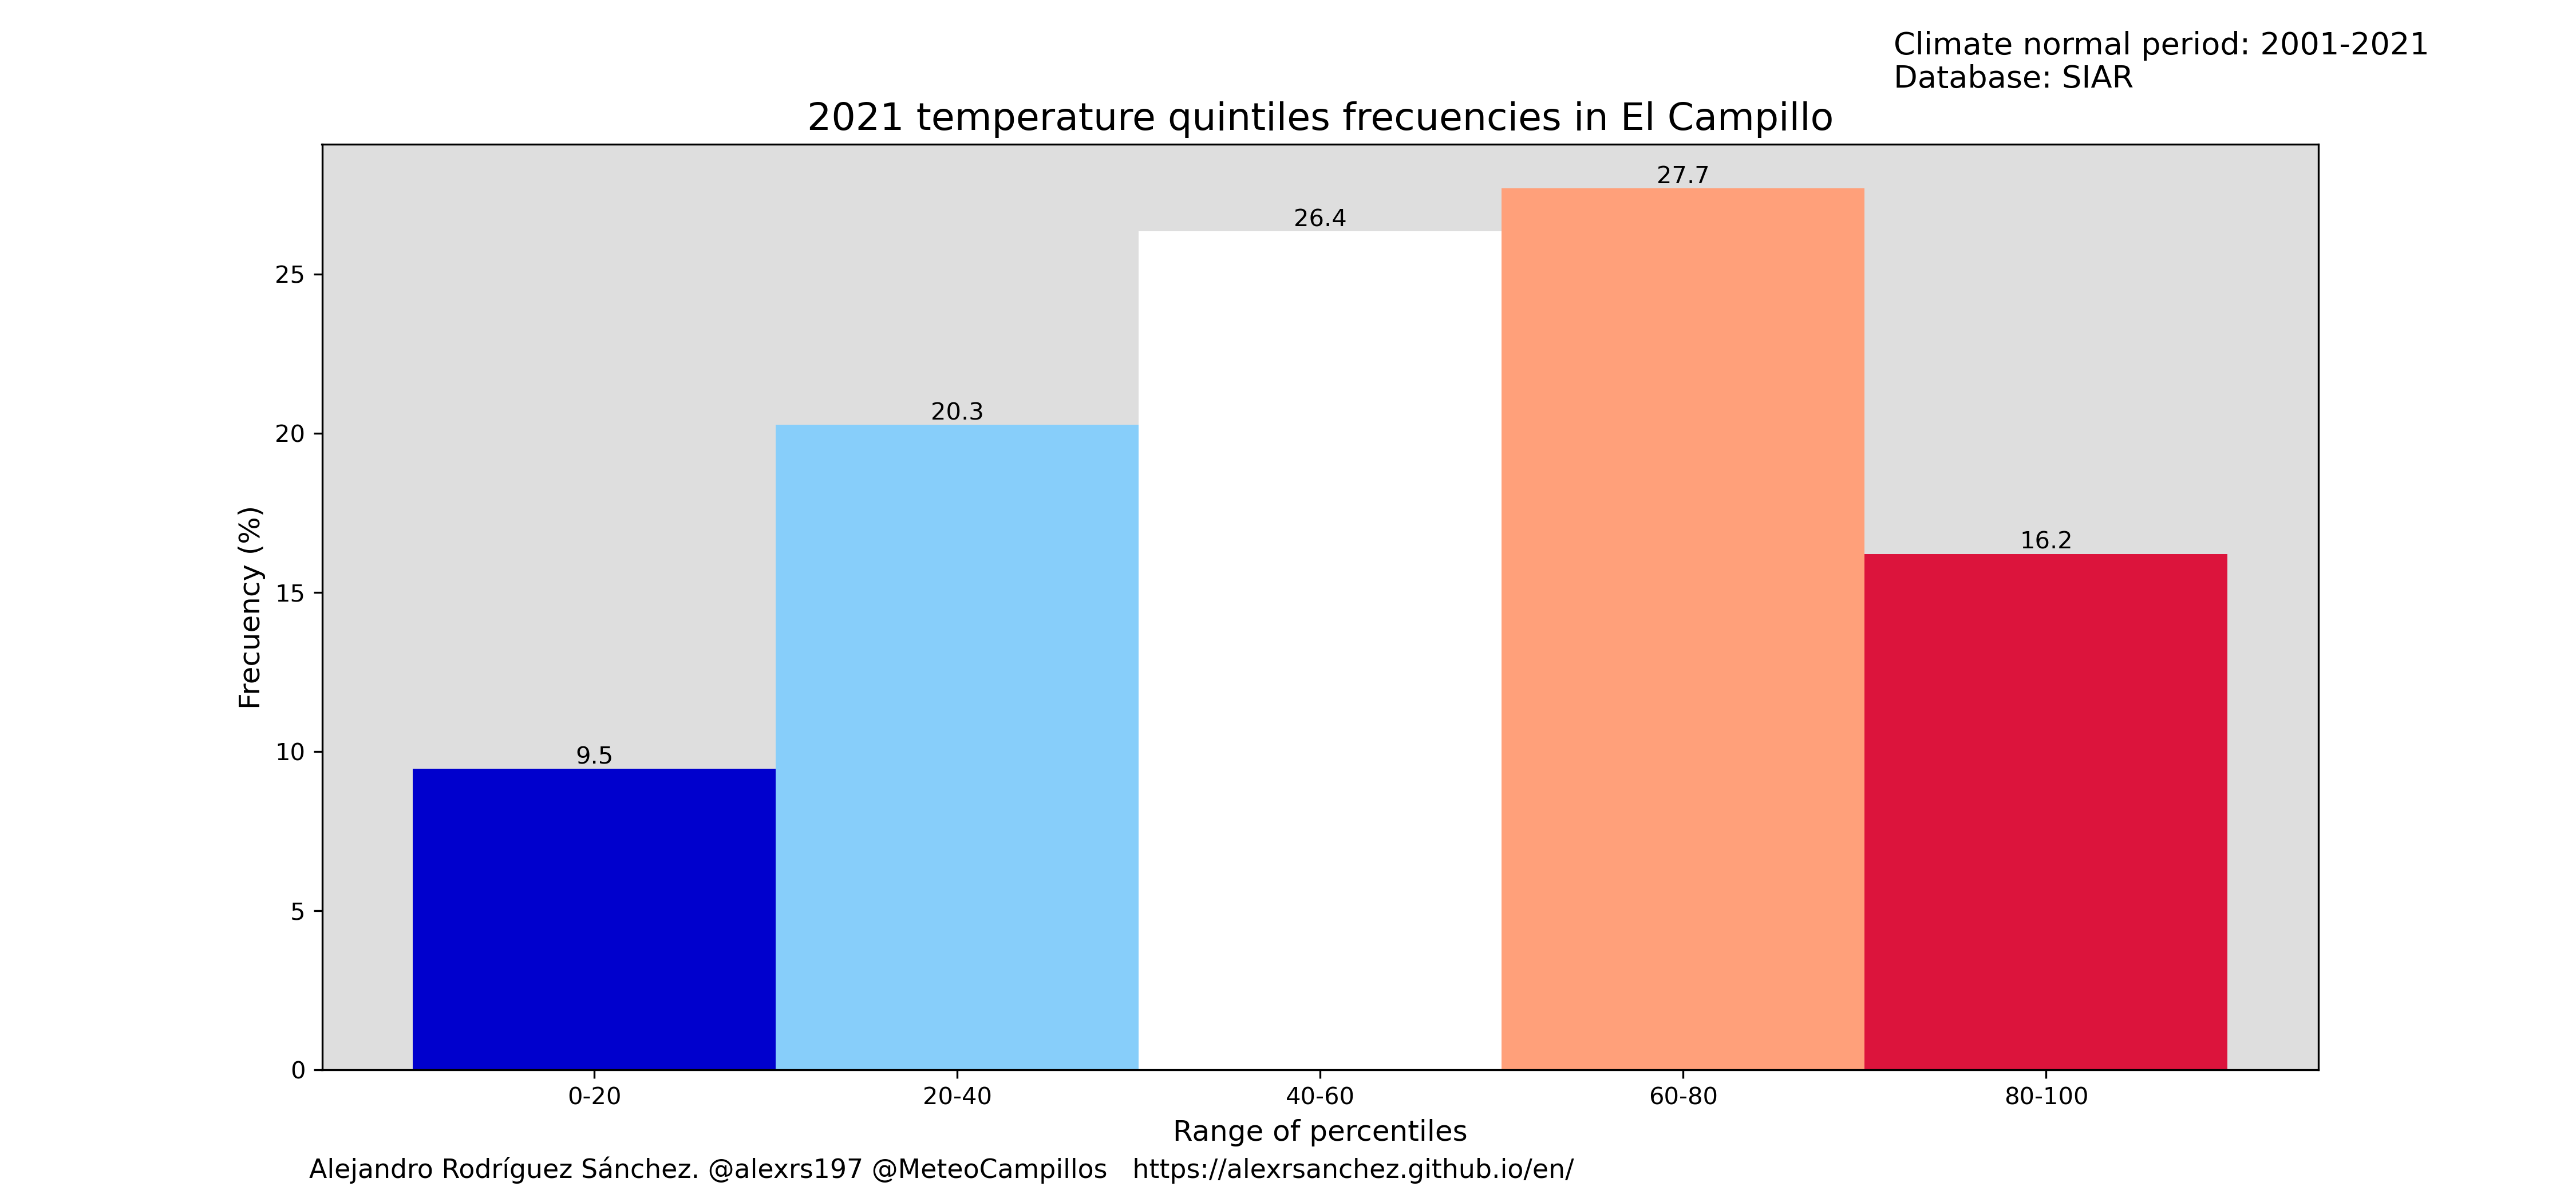 Climate normal period: 2001-2021
Database: SIAR
2021 temperature quintiles frecuencies in El Campillo
27.7
26.4
25
20.3
20
Frecuency (%)
16.2
15
9.5
10
5
0
0-20 20-40 40-60 60-80 80-100
Range of percentiles
Alejandro Rodríguez Sánchez. @alexrs197 @MeteoCampillos https://alexrsanchez.github.io/en/